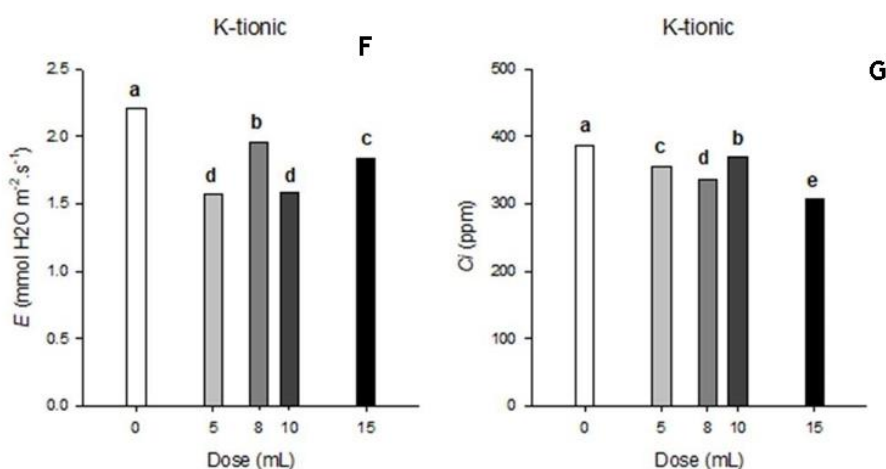 K-tionic
F
E (mmmol H2O m⁻².s⁻¹)
2.5
2.0
1.5
1.0
0.5
0.0
a
d
b
d
c
0 5 8 10 15
Dose (mL)
K-tionic
G
Ci (ppm)
500
400
300
200
100
0
a
c
d
b
e
0 5 8 10 15
Dose (mL)